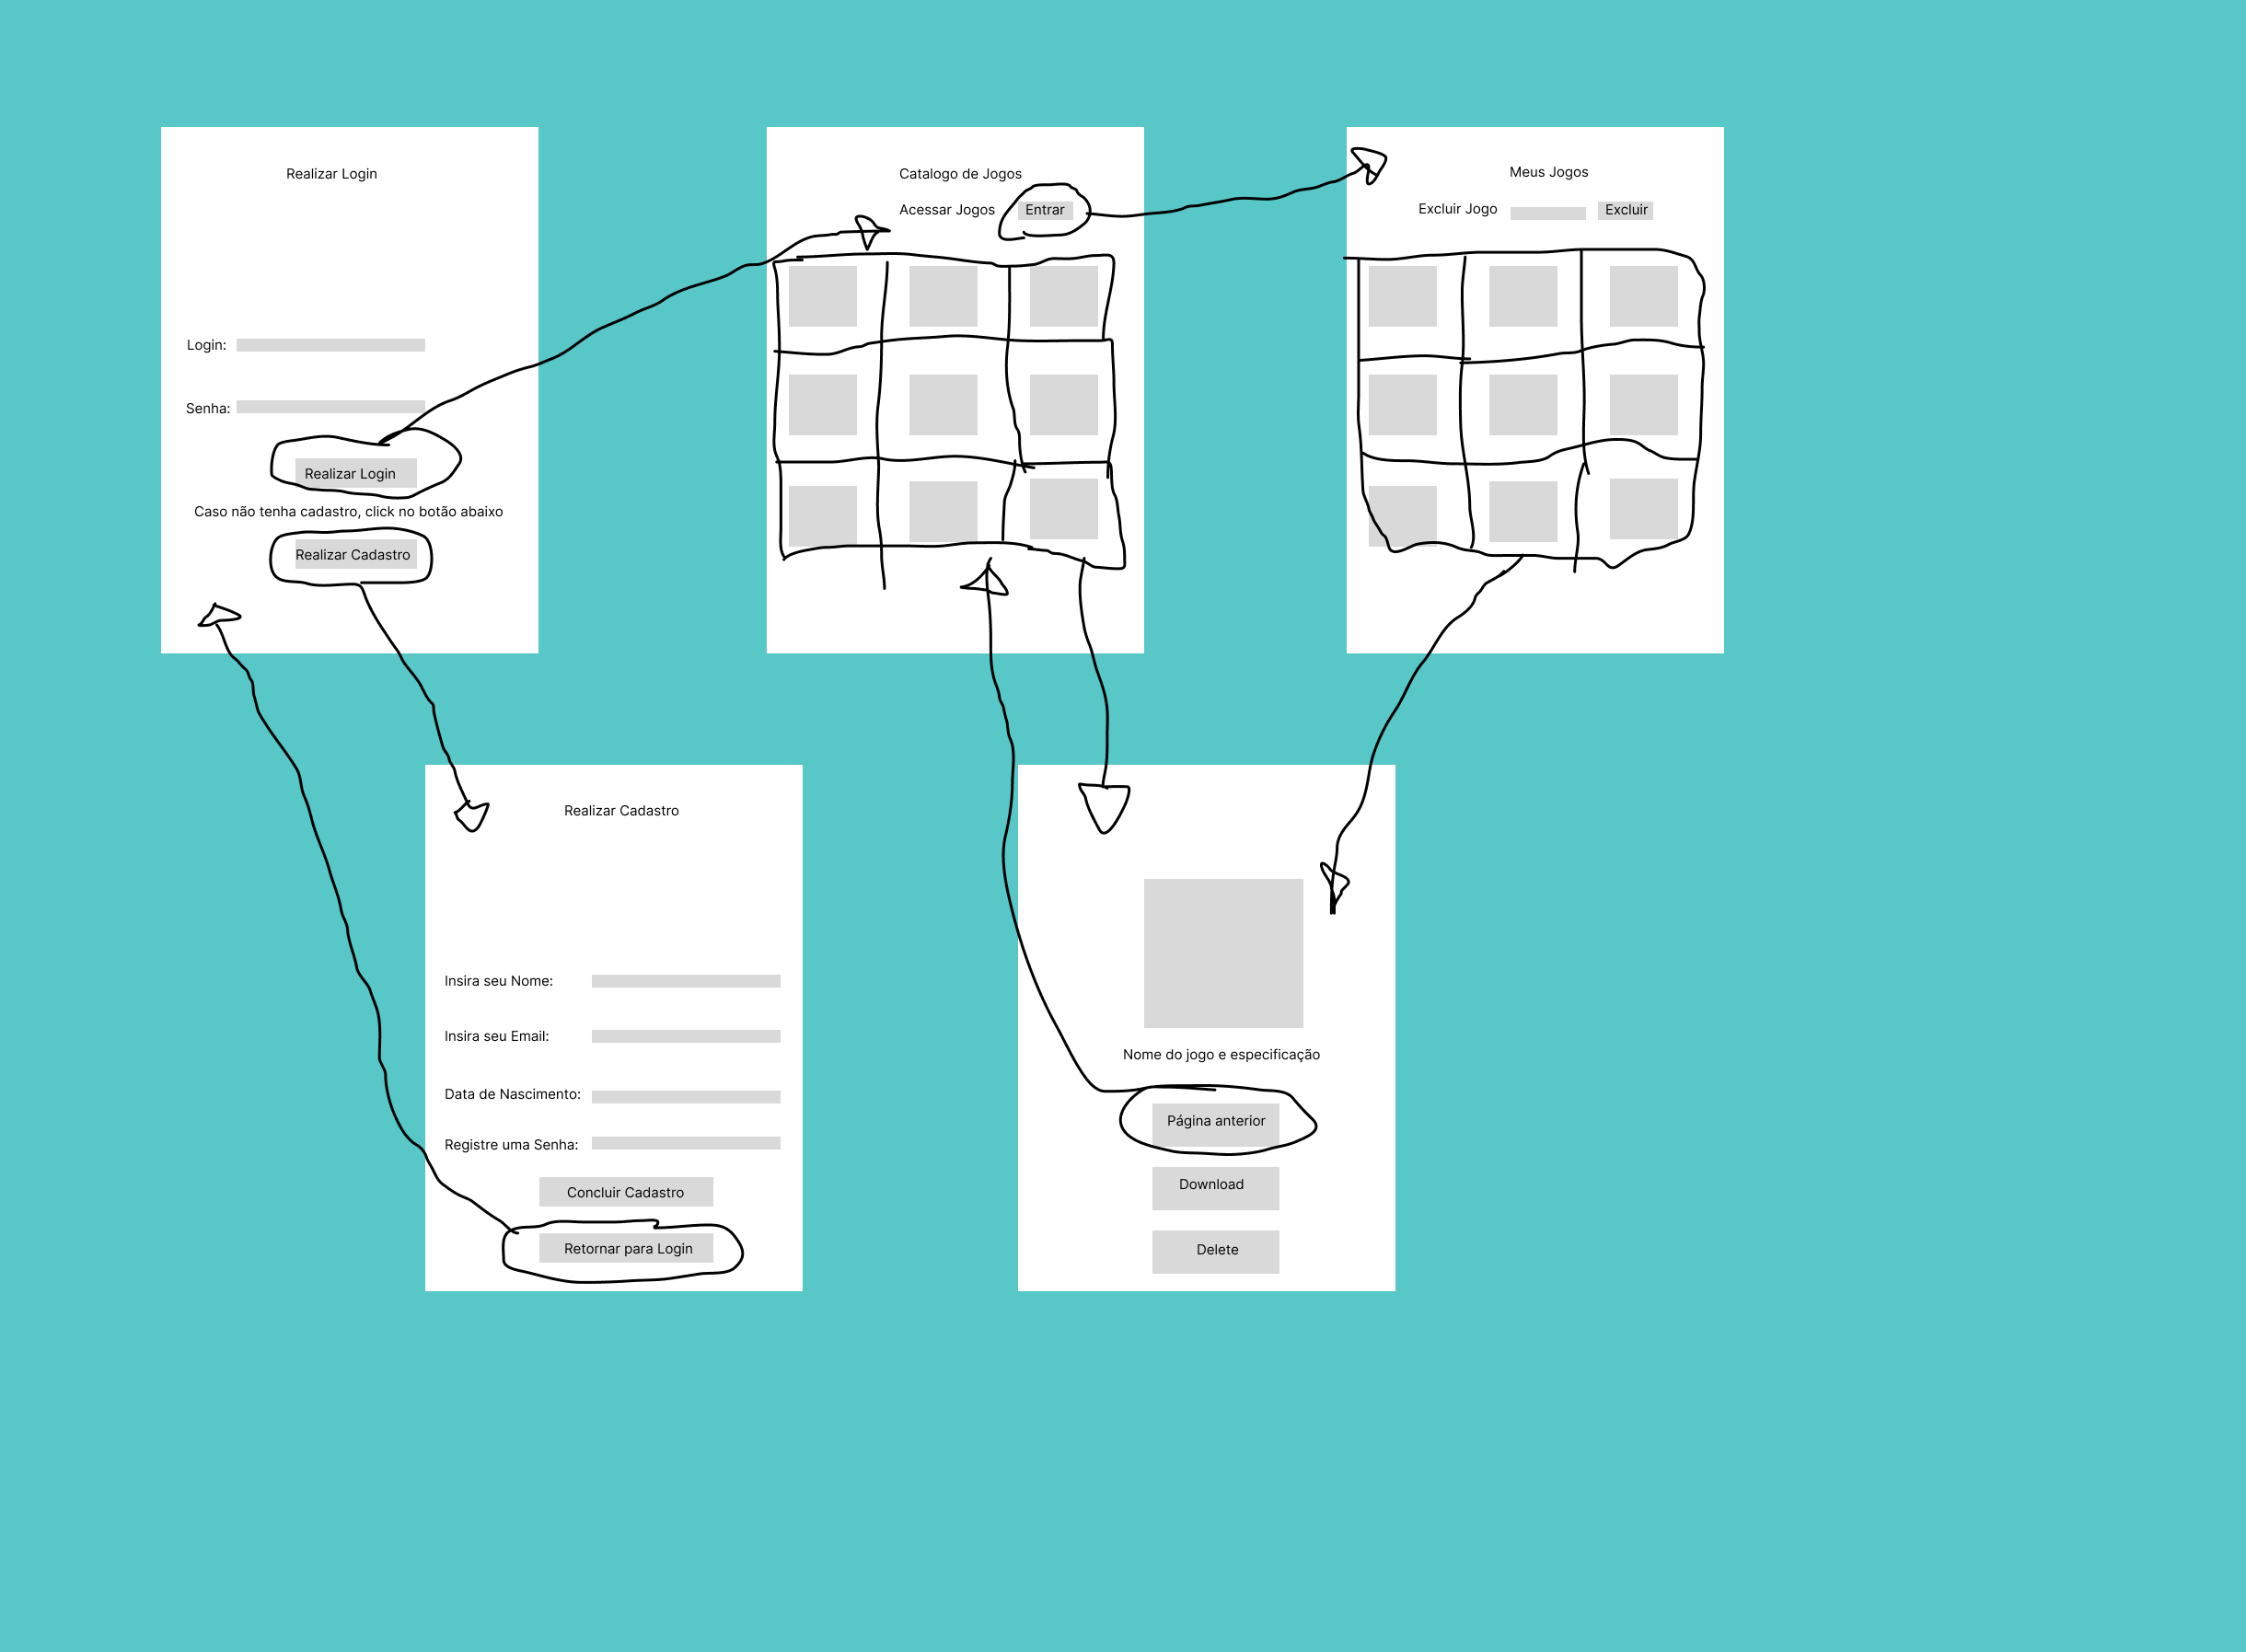 Realizar Login
Login:
Senha:
Realizar Login
Caso não tenha cadastro, click no botão abaixo
Realizar Cadastro
Catalogo de Jogos
Acessar Jogos Entrar
Meus Jogos
Excluir Jogo Excluir
Realizar Cadastro
Insira seu Nome:
Insira seu Email:
Data de Nascimento:
Registre uma Senha:
Concluir Cadastro
Retornar para Login
Nome do jogo e especificação
Página anterior
Download
Delete